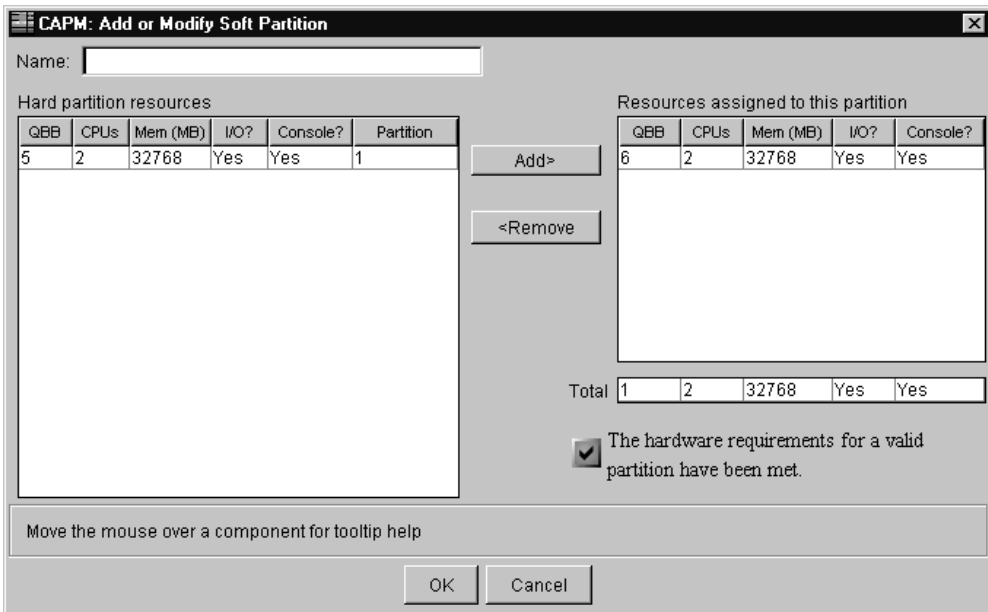 CAPM: Add or Modify Soft Partition
Name:
Hard partition resources
QBB CPUs Mem (MB) I/O? Console? Partition
5 2 32768 Yes Yes 1
Add>
<Remove
Resources assigned to this partition
QBB CPUs Mem (MB) I/O? Console?
6 2 32768 Yes Yes
Total 1 2 32768 Yes Yes
The hardware requirements for a valid
partition have been met.
Move the mouse over a component for tooltip help
OK Cancel